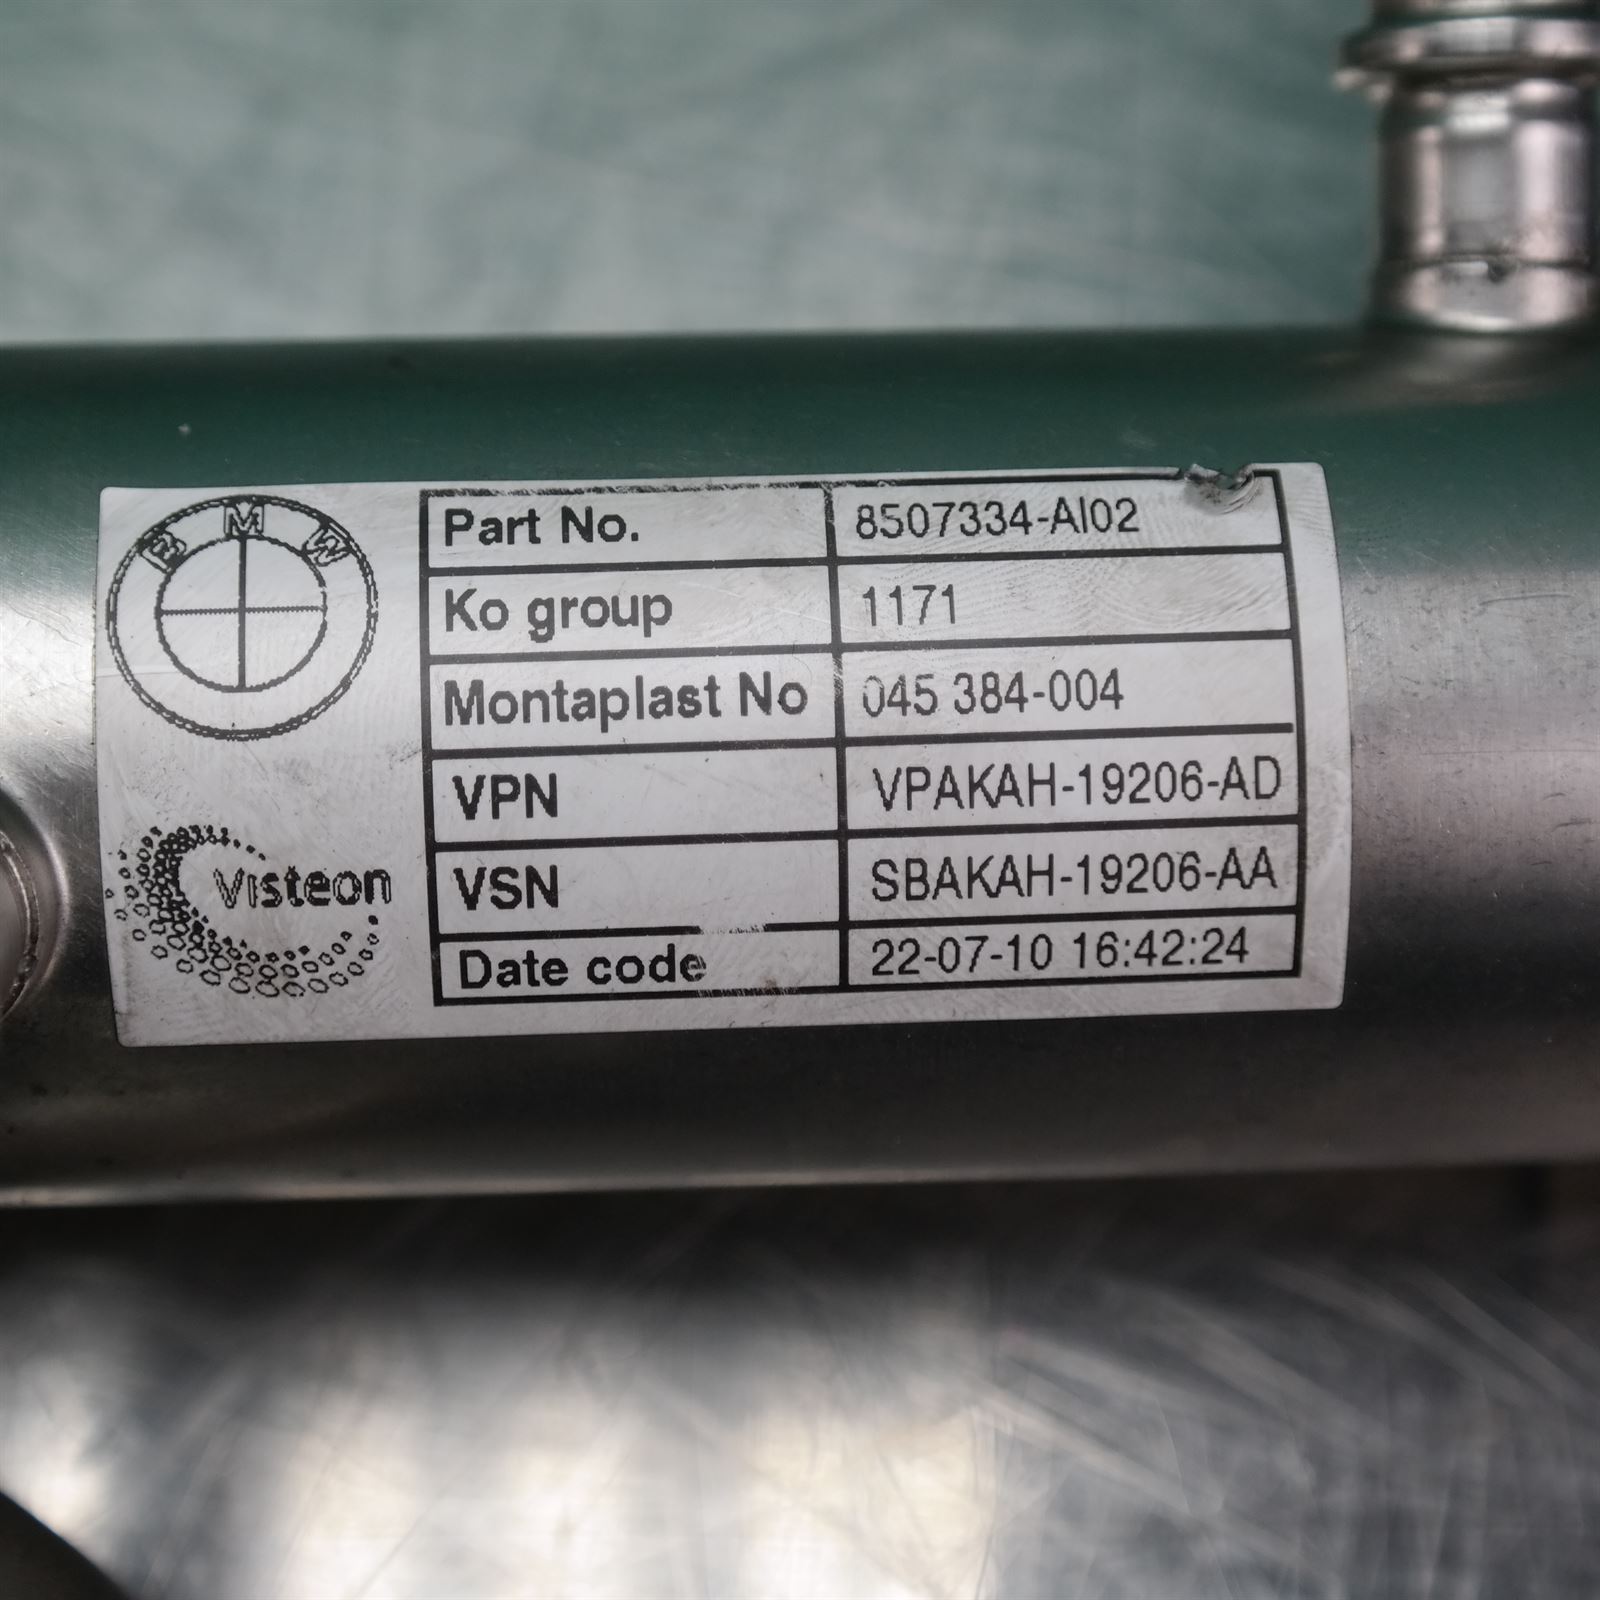 BMW
Visteon
Part No. 8507334-AI02
Ko group 1171
Montaplast No 045 384-004
VPN VPAKAH-19206-AD
VSN SBAKAH-19206-AA
Date code 22-07-10 16:42:24